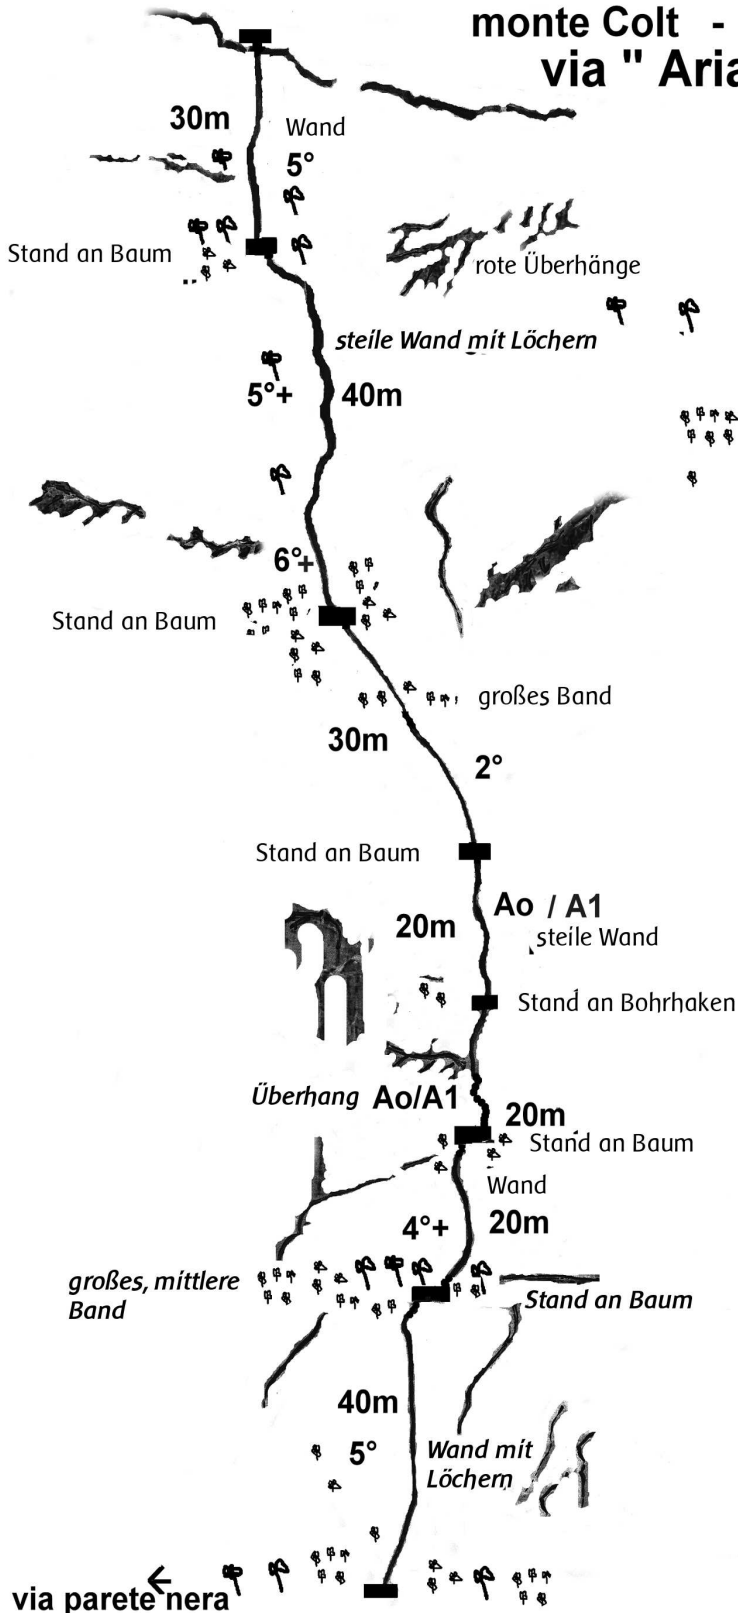 monte Colt -
via " Aria
30m
Wand
5°
Stand an Baum
rote Überhänge
steile Wand mit Löchern
5°+
40m
6°+
Stand an Baum
großes Band
30m
2°
Stand an Baum
Ao / A1
20m
steile Wand
Stand an Bohrhaken
Überhang
Ao/A1
20m
Stand an Baum
Wand
4°+
20m
großes, mittlere
Band
Stand an Baum
40m
5°
Wand mit
Löchern
via parete nera